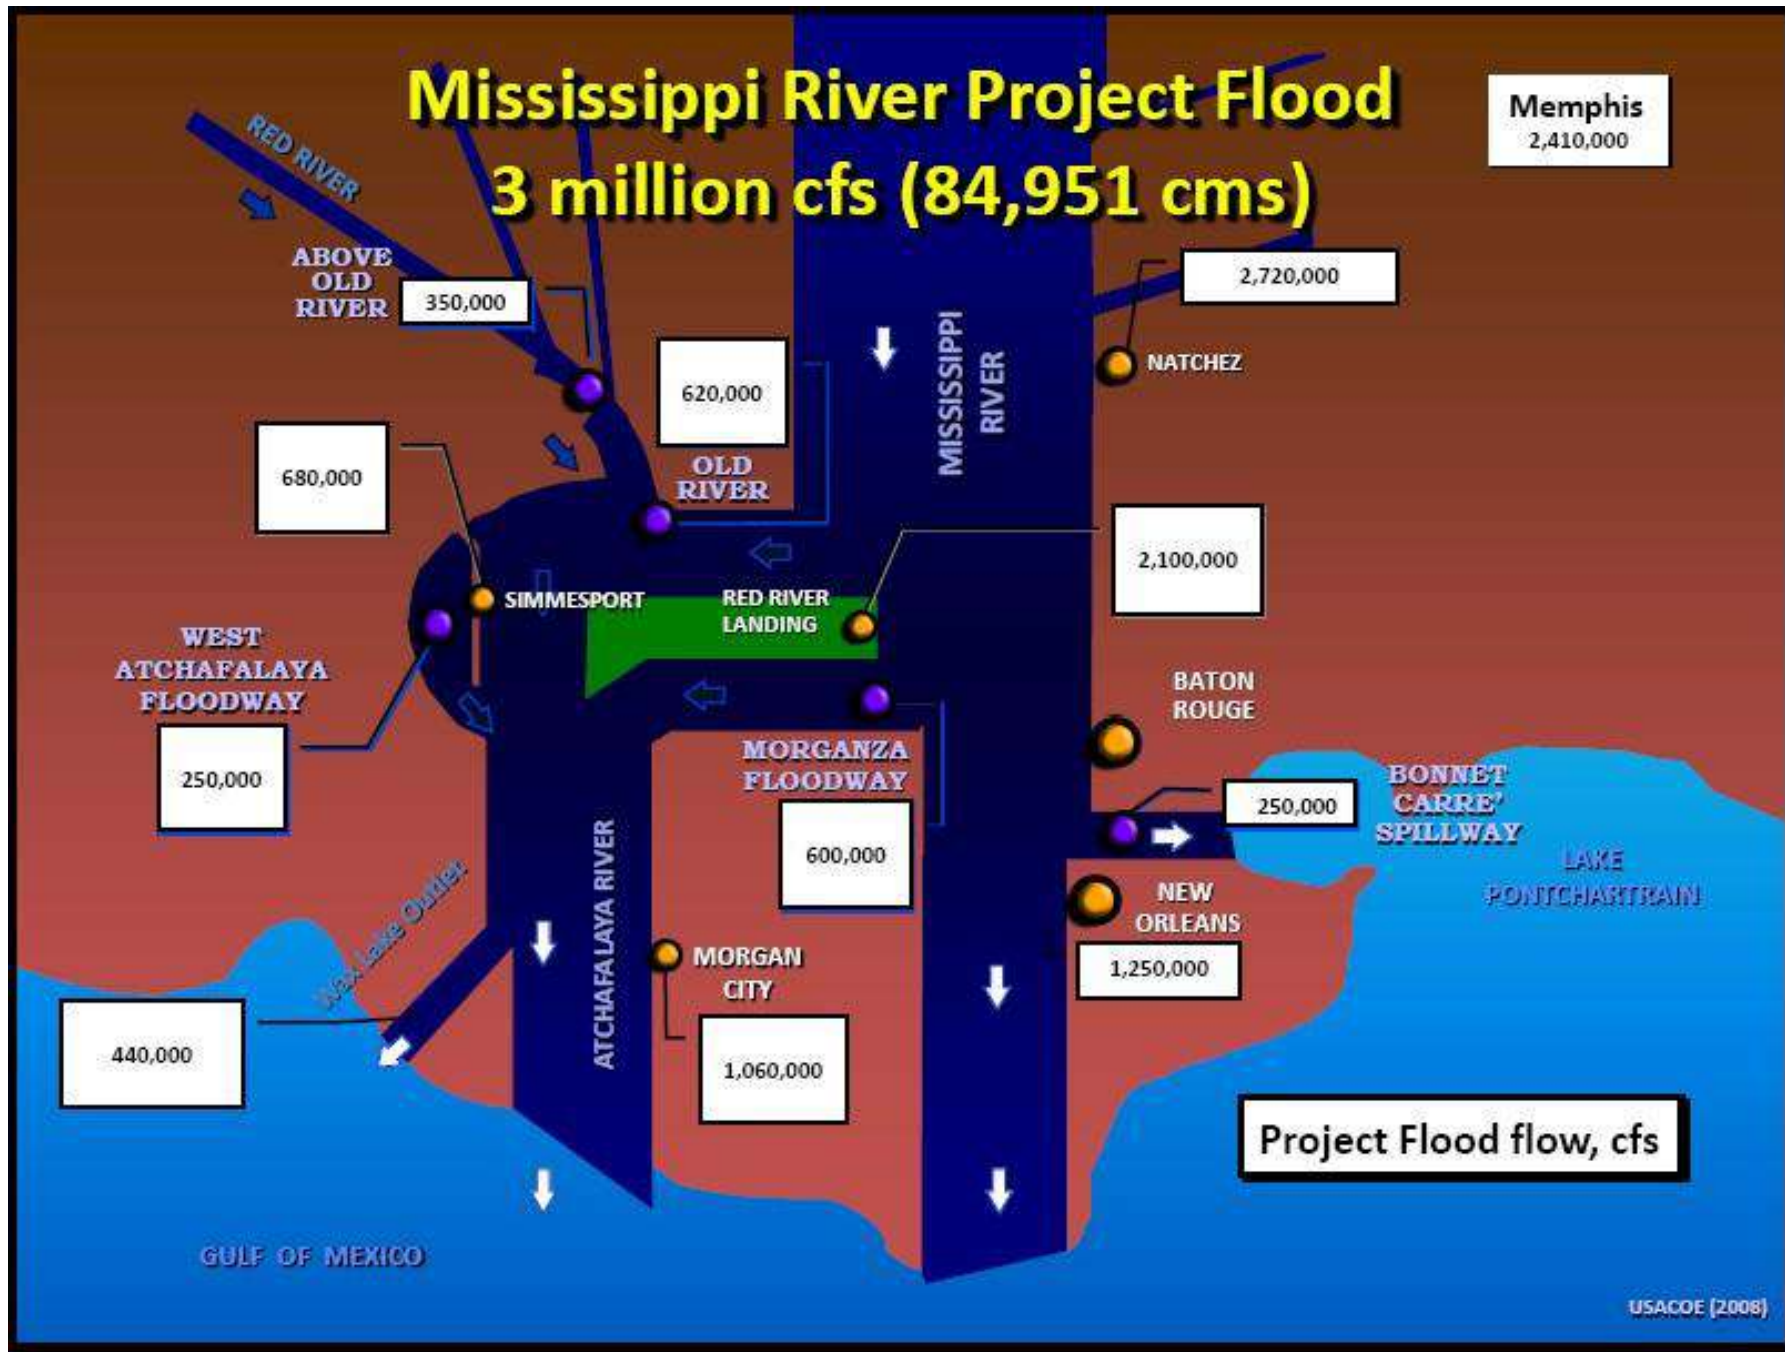 Mississippi River Project Flood
3 million cfs (84,951 cms)
Memphis
2,410,000
RED RIVER
ABOVE
OLD
RIVER
350,000
2,720,000
MISSISSIPPI
RIVER
NATCHEZ
620,000
OLD
RIVER
680,000
2,100,000
SIMMESPORT
RED RIVER
LANDING
WEST
ATCHAFALAYA
FLOODWAY
250,000
BATON
ROUGE
MORGANZA
FLOODWAY
600,000
250,000
BONNET
CARRE’
SPILLWAY
LAKE
PONTCHARTRAIN
ATCHAFALAYA RIVER
NEW
ORLEANS
1,250,000
Wax Lake Outlet
MORGAN
CITY
440,000
1,060,000
Project Flood flow, cfs
GULF OF MEXICO
USACOE (2008)